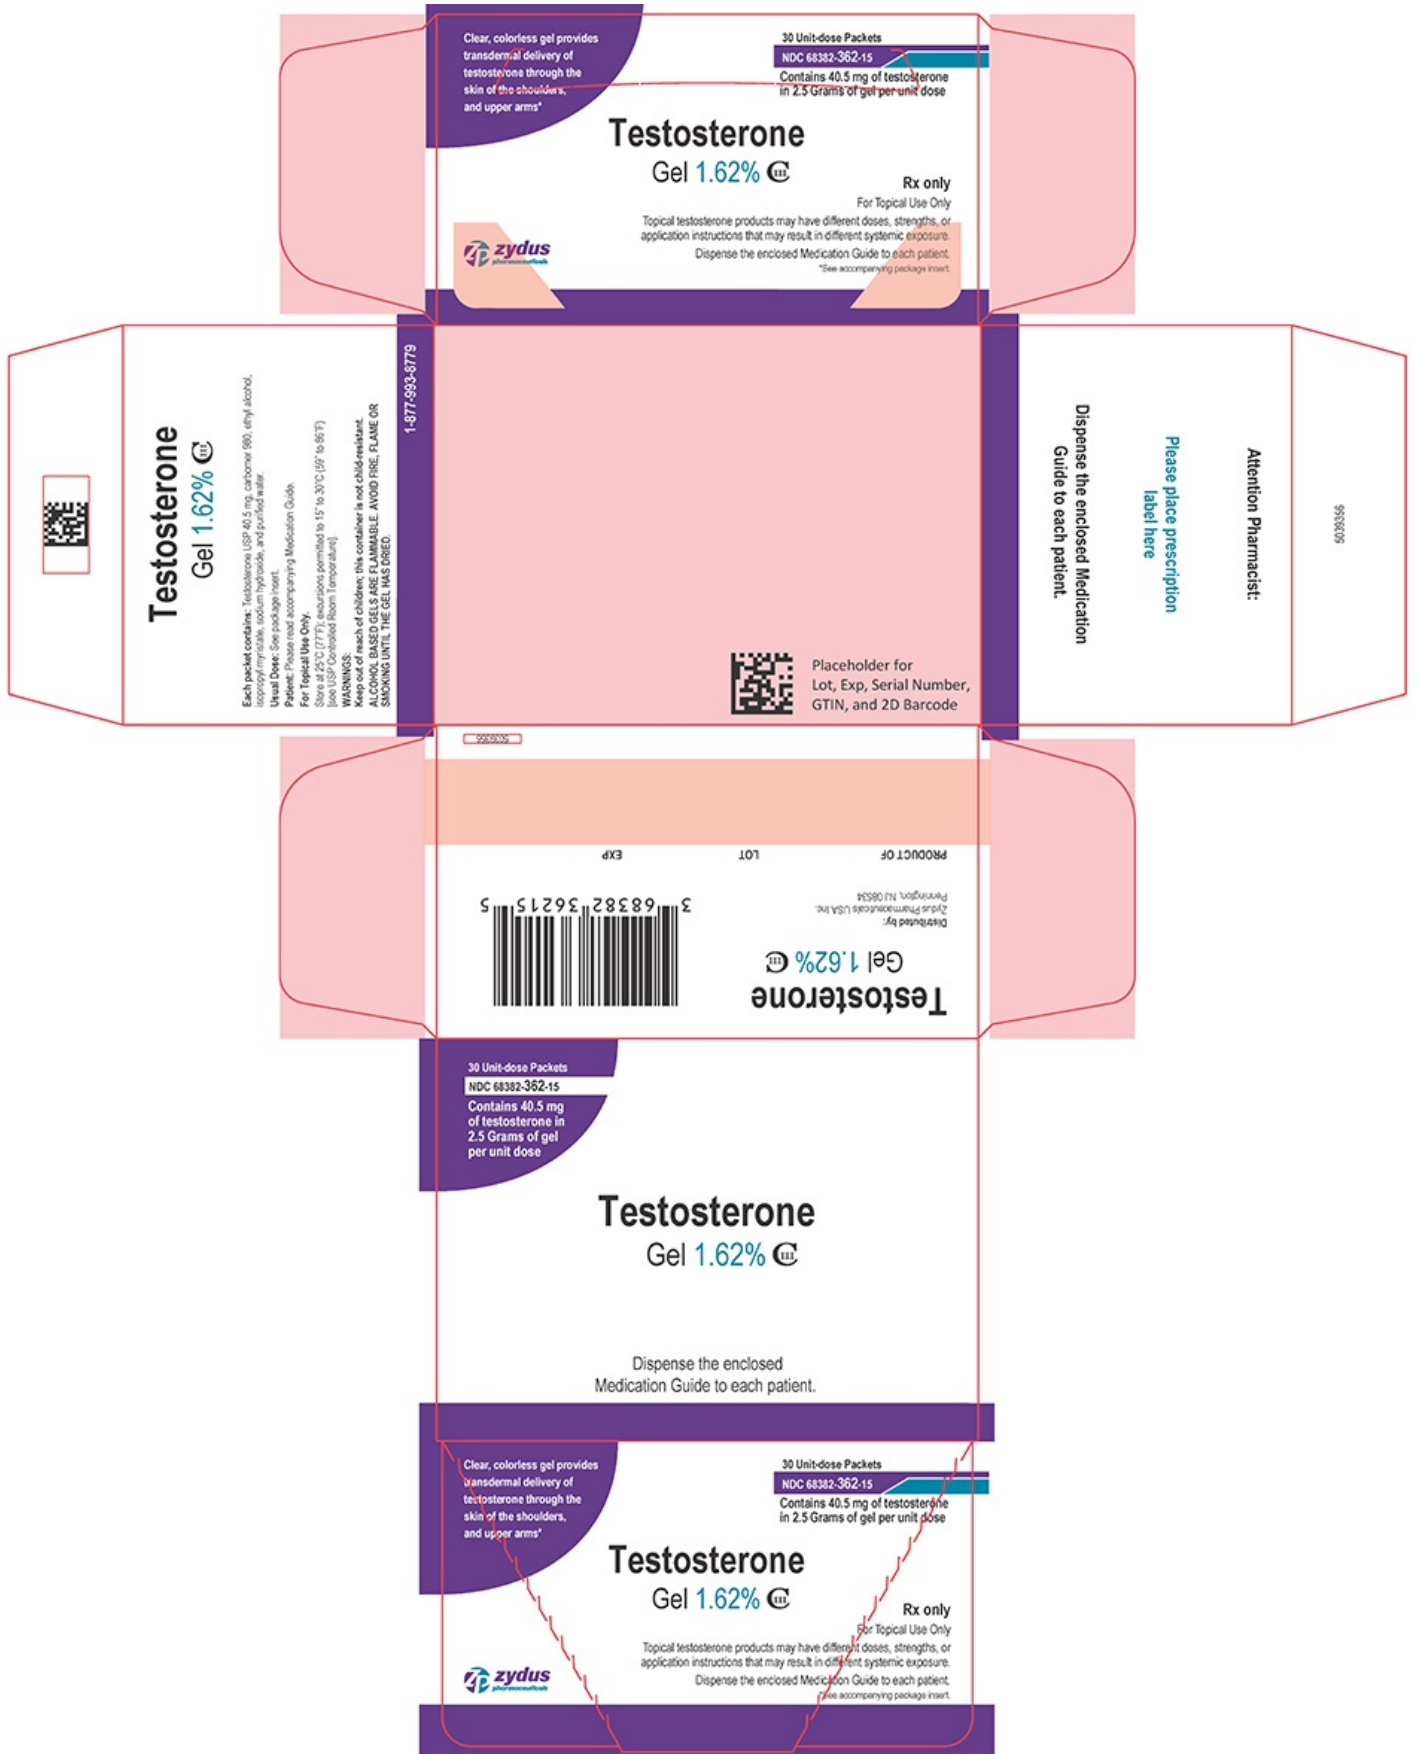 Clear, colorless gel provides
transdermal delivery of
testosterone through the
skin of the shoulders,
and upper arms*
30 Unit-dose Packets
NDC 68382-362-15
Contains 40.5 mg of testosterone
in 2.5 Grams of gel per unit dose
Testosterone
Gel 1.62% CIII
Rx only
For Topical Use Only
Topical testosterone products may have different doses, strengths, or
application instructions that may result in different systemic exposure.
Dispense the enclosed Medication Guide to each patient.
*See accompanying package insert.
zydus
pharmaceuticals
Testosterone
Gel 1.62% CIII
Each packet contains: Testosterone USP 40.5 mg, carbomer 980, ethyl alcohol,
isopropyl myristate, sodium hydroxide, and purified water.
Usual Dose: See package insert.
Patient: Please read accompanying Medication Guide.
For Topical Use Only.
Store at 25°C (77°F); excursions permitted to 15° to 30°C (59° to 86°F)
[see USP Controlled Room Temperature].
WARNINGS:
Keep out of reach of children; this container is not child-resistant.
ALCOHOL BASED GELS ARE FLAMMABLE. AVOID FIRE, FLAME OR
SMOKING UNTIL THE GEL HAS DRIED.
1-877-993-8779
Placeholder for
Lot, Exp, Serial Number,
GTIN, and 2D Barcode
Attention Pharmacist:
Please place prescription
label here
Dispense the enclosed Medication
Guide to each patient.
5039356
5039356
Testosterone
Gel 1.62% CIII
Distributed by:
Zydus Pharmaceuticals USA Inc.
Pennington, NJ 08534
3 68382 36215 5
PRODUCT OF
LOT
EXP
30 Unit-dose Packets
NDC 68382-362-15
Contains 40.5 mg
of testosterone in
2.5 Grams of gel
per unit dose
Testosterone
Gel 1.62% CIII
Dispense the enclosed
Medication Guide to each patient.
Clear, colorless gel provides
transdermal delivery of
testosterone through the
skin of the shoulders,
and upper arms*
30 Unit-dose Packets
NDC 68382-362-15
Contains 40.5 mg of testosterone
in 2.5 Grams of gel per unit dose
Testosterone
Gel 1.62% CIII
Rx only
For Topical Use Only
Topical testosterone products may have different doses, strengths, or
application instructions that may result in different systemic exposure.
Dispense the enclosed Medication Guide to each patient.
*See accompanying package insert.
zydus
pharmaceuticals